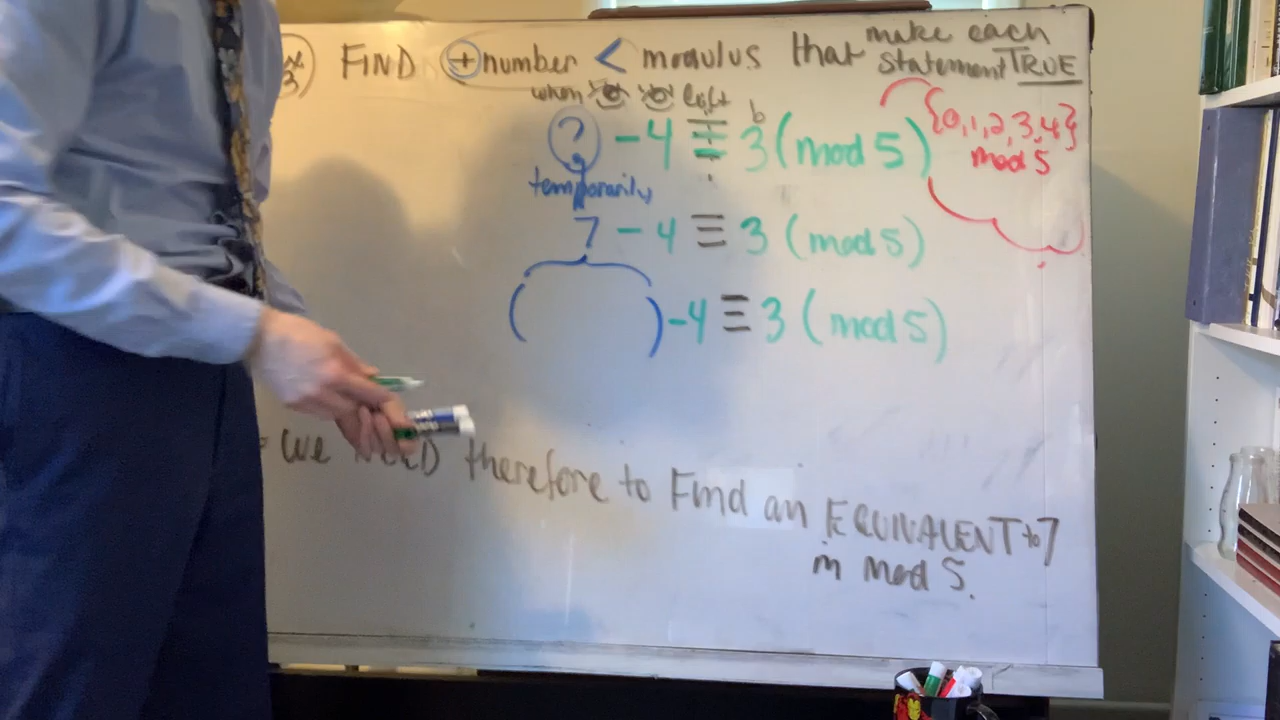 3) FIND + number < modulus that make each statement TRUE
when left
b
? - 4 ≡ 3 (mod 5)
{0,1,2,3,4}
mod 5
temporarily
7 - 4 ≡ 3 (mod 5)
( ) - 4 ≡ 3 (mod 5)
We NEED therefore to Find an EQUIVALENT to 7
in mod 5.